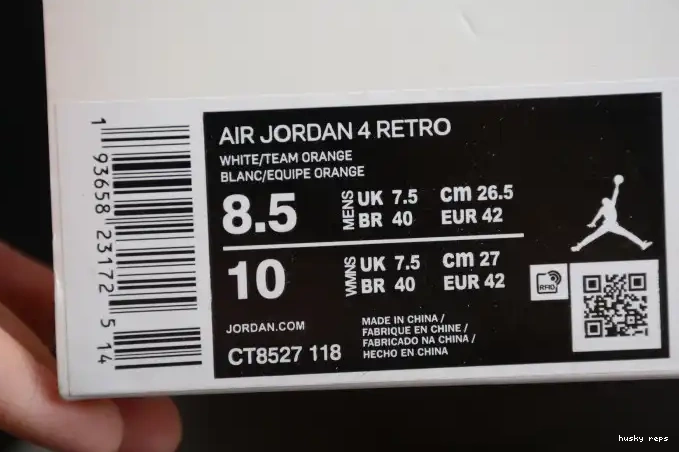 AIR JORDAN 4 RETRO
WHITE/TEAM ORANGE
BLANC/EQUIPE ORANGE
8.5
MENS
UK 7.5
cm 26.5
BR 40
EUR 42
10
WMNS
UK 7.5
cm 27
BR 40
EUR 42
RFID
JORDAN.COM
CT8527 118
MADE IN CHINA /
FABRIQUE EN CHINE /
FABRICADO NA CHINA /
HECHO EN CHINA
1 93658 23172 5 14
husky reps